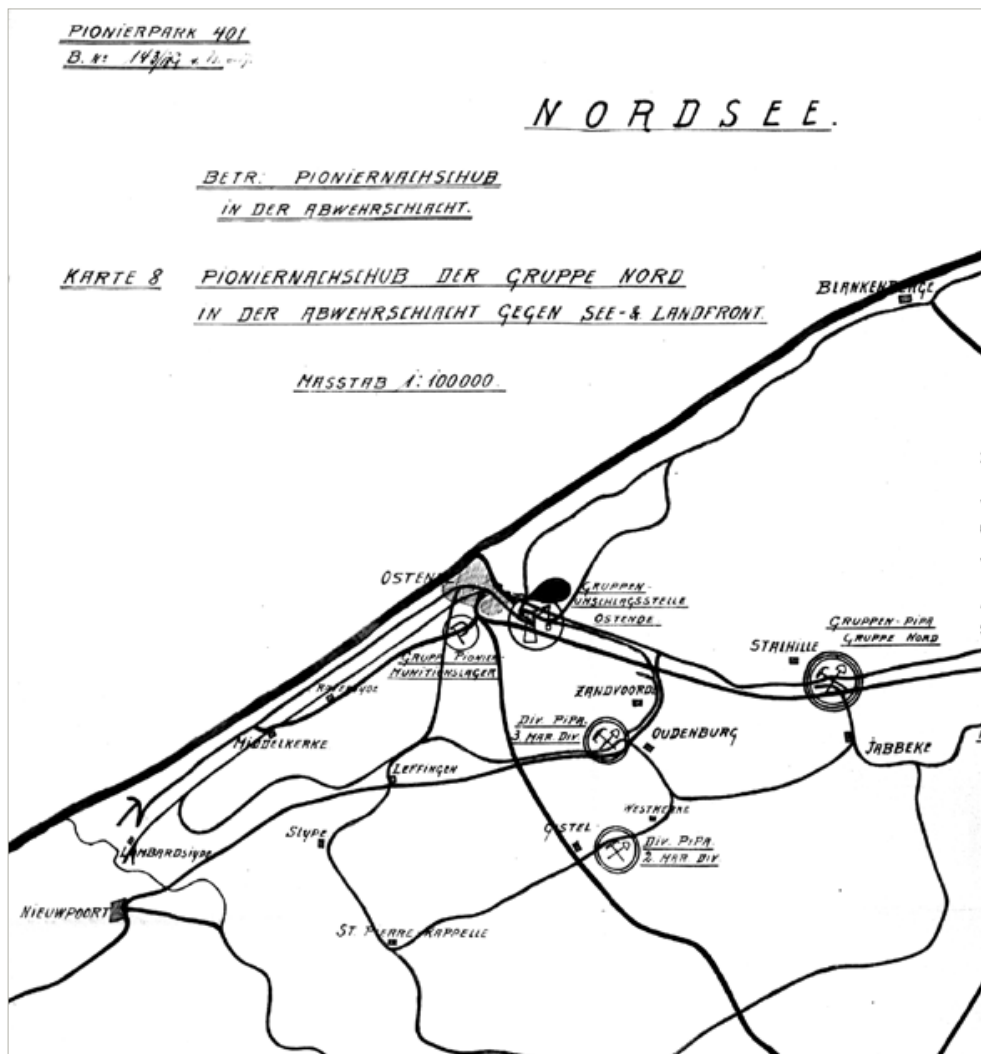 PIONIERPARK 401
B. Nº 143/
NORDSEE.
BETR: PIONIERNACHSCHUB
IN DER ABWEHRSCHLACHT.
KARTE 8 PIONIERNACHSCHUB DER GRUPPE NORD
IN DER ABWEHRSCHLACHT GEGEN SEE-& LANDFRONT.
MASSTAB 1:100000.
BLANKENBERGE
OSTENDE
GRUPPEN-
UMSCHLAGSSTELLE
OSTENDE
GRUPPEN-PIPA
GRUPPE NORD
STALHILLE
GRUPP. PIONIER-
MUNITIONSLAGER
ZANDVOORDE
DIV. PIPA.
3. MAR. DIV.
OUDENBURG
JABBEKE
MIDDELKERKE
LEFFINGEN
SLYPE
WESTKERKE
GISTEL
DIV. PIPA.
2. MAR. DIV
LOMBARDSIYDE
NIEUWPOORT
ST. PIERRE KAPPELLE